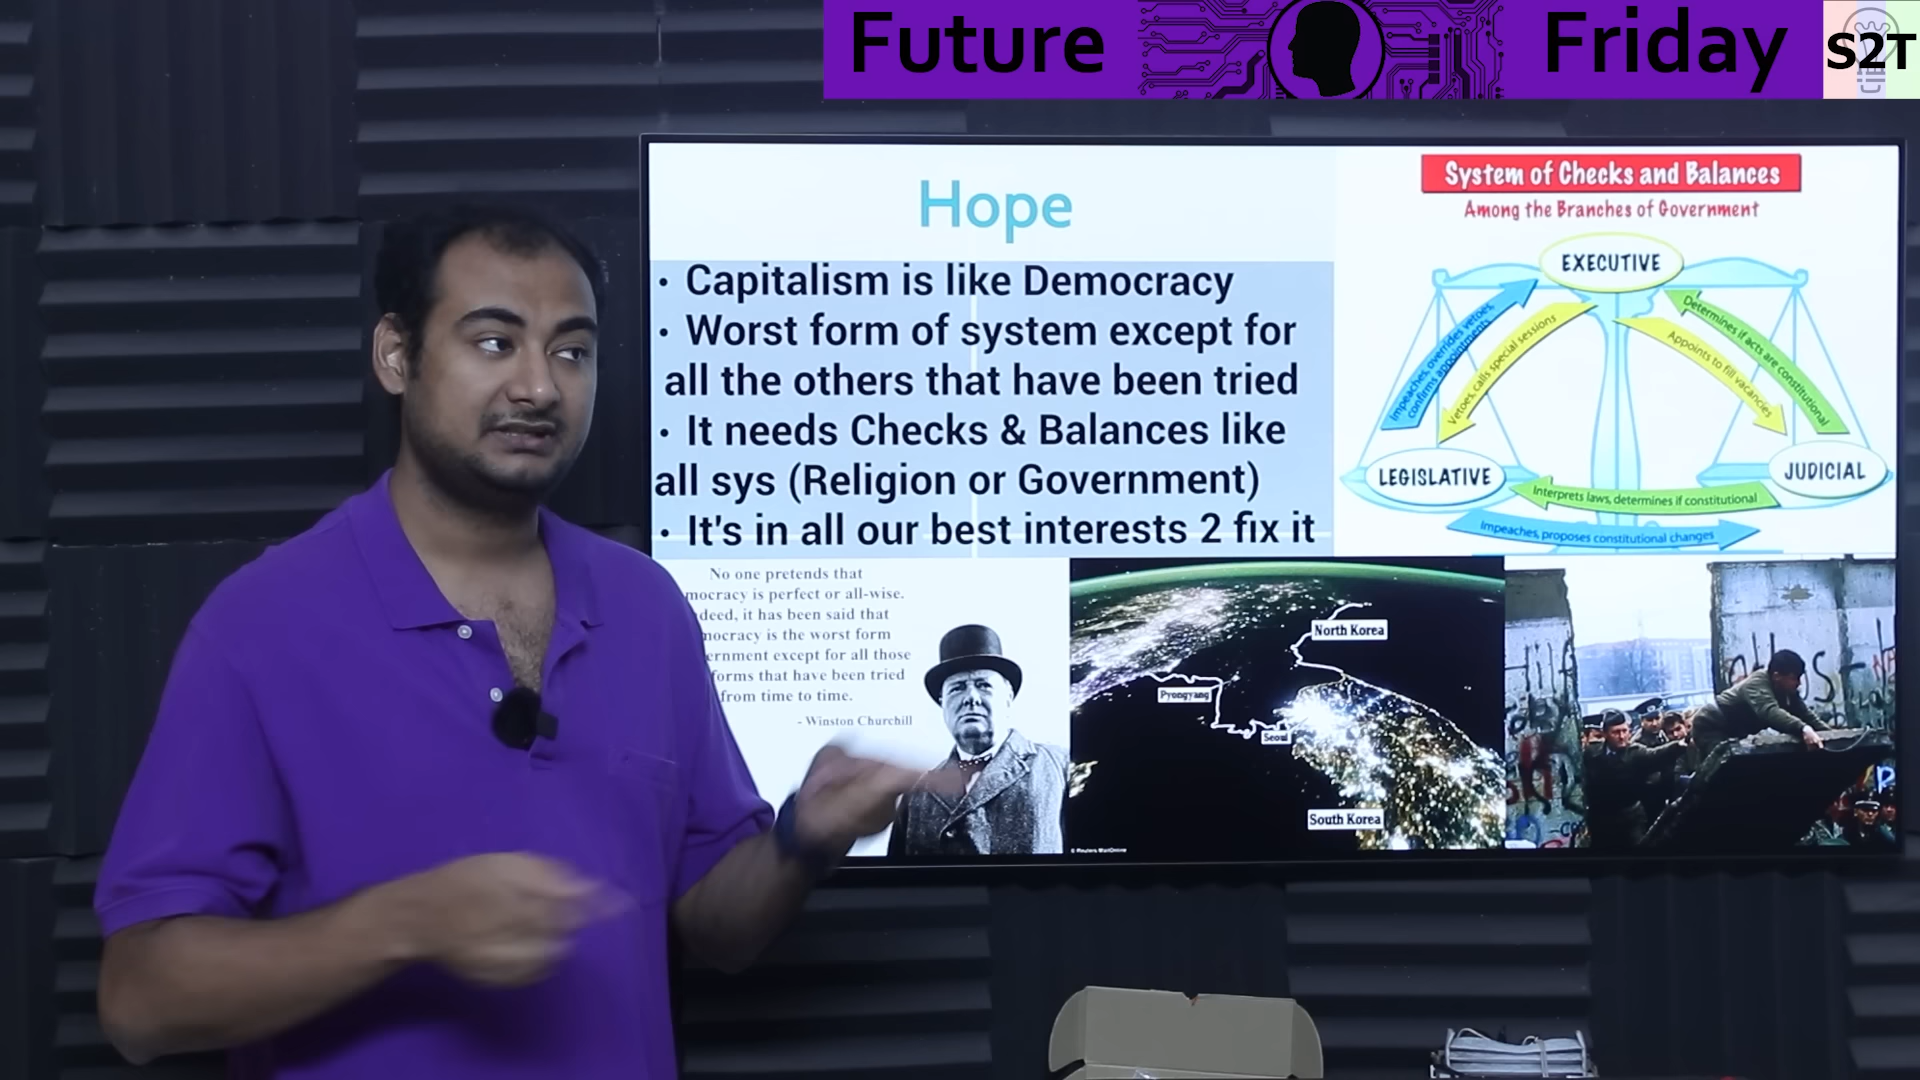 Future Friday S2T
Hope
• Capitalism is like Democracy
• Worst form of system except for
all the others that have been tried
• It needs Checks & Balances like
all sys (Religion or Government)
• It's in all our best interests 2 fix it
System of Checks and Balances
Among the Branches of Government
EXECUTIVE
Impeaches, overrides vetoes,
confirms appointments
Vetoes, calls special sessions
Appoints to fill vacancies
Determines if acts are constitutional
LEGISLATIVE
JUDICIAL
Interprets laws, determines if constitutional
Impeaches, proposes constitutional changes
No one pretends that
mocracy is perfect or all-wise.
deed, it has been said that
mocracy is the worst form
ernment except for all those
forms that have been tried
from time to time.
- Winston Churchill
North Korea
Pyongyang
Seoul
South Korea